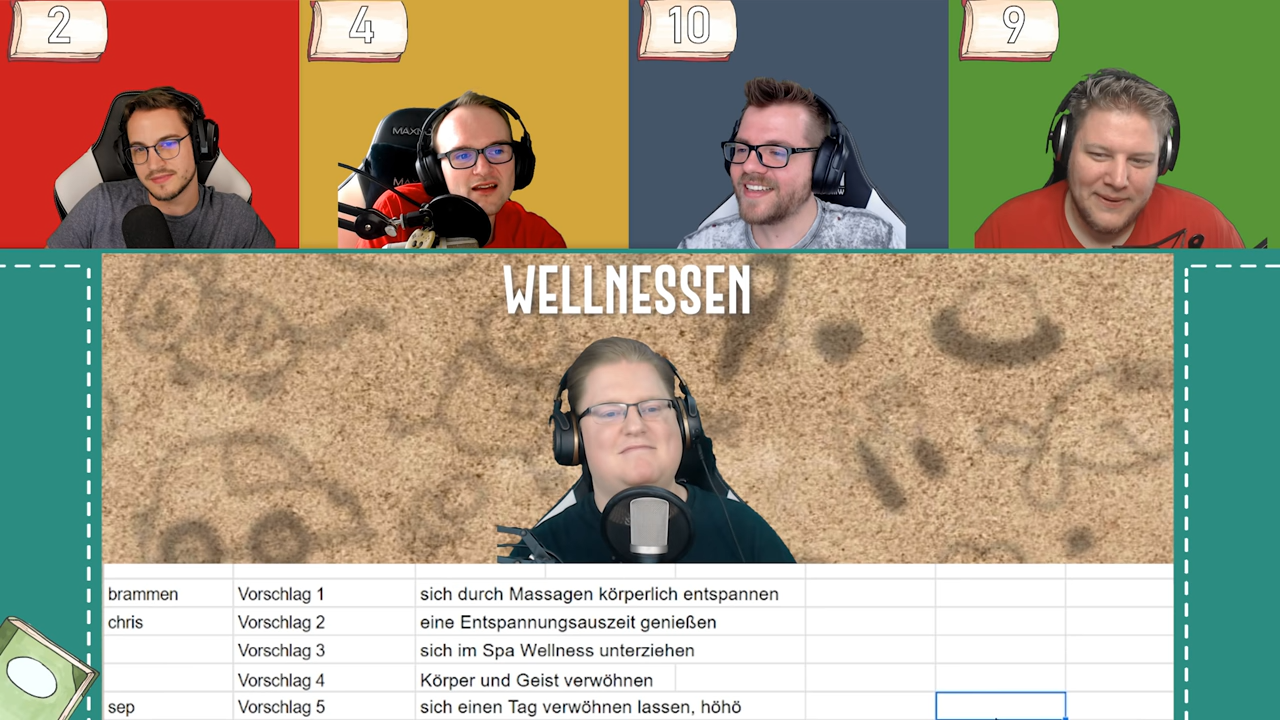 2
4
10
9
MAXN
WELLNESSEN
brammen Vorschlag 1 sich durch Massagen körperlich entspannen
chris Vorschlag 2 eine Entspannungsauszeit genießen
Vorschlag 3 sich im Spa Wellness unterziehen
Vorschlag 4 Körper und Geist verwöhnen
sep Vorschlag 5 sich einen Tag verwöhnen lassen, höhö